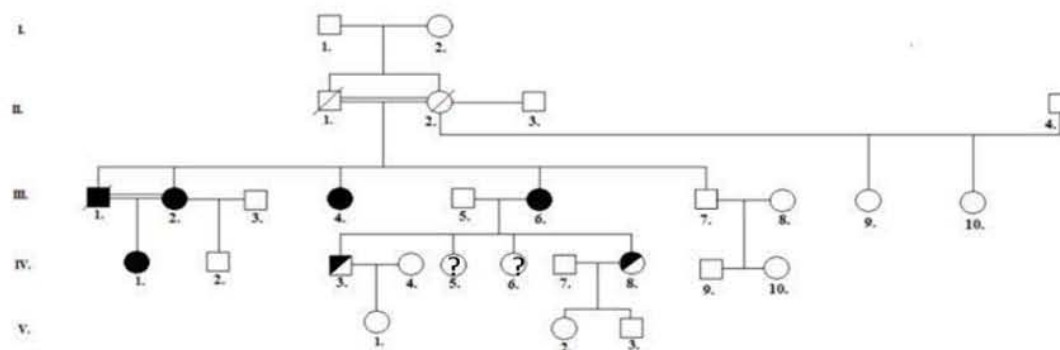 I.
1. 2.
II.
1. 2. 3. 4.
III.
1. 2. 3. 4. 5. 6. 7. 8. 9. 10.
? ?
IV.
1. 2. 3. 4. 5. 6. 7. 8. 9. 10.
V.
1. 2. 3.